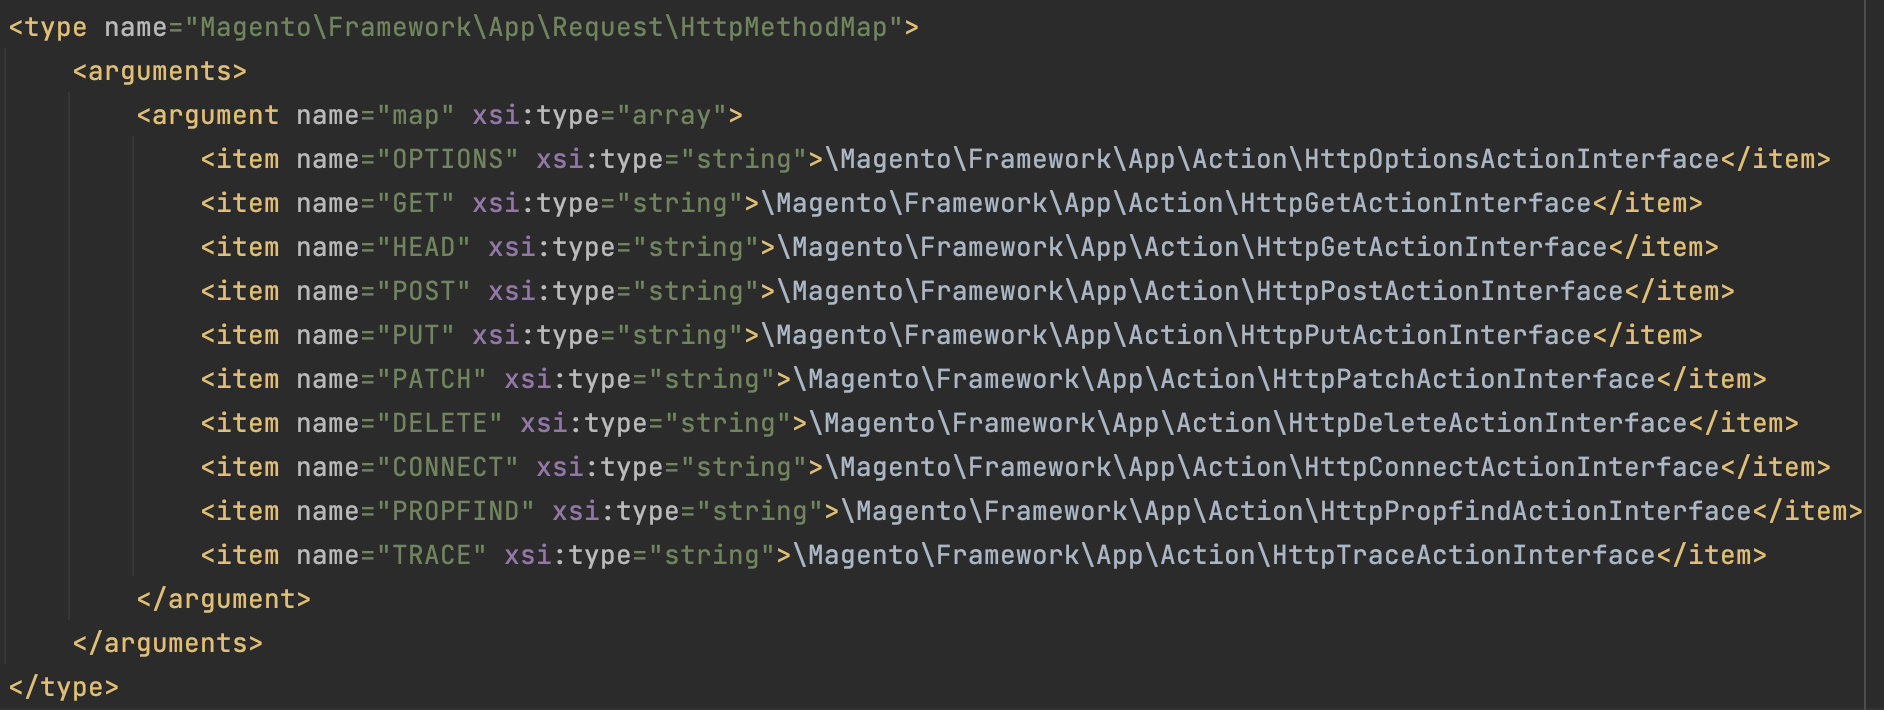 <type name="Magento\Framework\App\Request\HttpMethodMap">
    <arguments>
        <argument name="map" xsi:type="array">
            <item name="OPTIONS" xsi:type="string">\Magento\Framework\App\Action\HttpOptionsActionInterface</item>
            <item name="GET" xsi:type="string">\Magento\Framework\App\Action\HttpGetActionInterface</item>
            <item name="HEAD" xsi:type="string">\Magento\Framework\App\Action\HttpGetActionInterface</item>
            <item name="POST" xsi:type="string">\Magento\Framework\App\Action\HttpPostActionInterface</item>
            <item name="PUT" xsi:type="string">\Magento\Framework\App\Action\HttpPutActionInterface</item>
            <item name="PATCH" xsi:type="string">\Magento\Framework\App\Action\HttpPatchActionInterface</item>
            <item name="DELETE" xsi:type="string">\Magento\Framework\App\Action\HttpDeleteActionInterface</item>
            <item name="CONNECT" xsi:type="string">\Magento\Framework\App\Action\HttpConnectActionInterface</item>
            <item name="PROPFIND" xsi:type="string">\Magento\Framework\App\Action\HttpPropfindActionInterface</item>
            <item name="TRACE" xsi:type="string">\Magento\Framework\App\Action\HttpTraceActionInterface</item>
        </argument>
    </arguments>
</type>